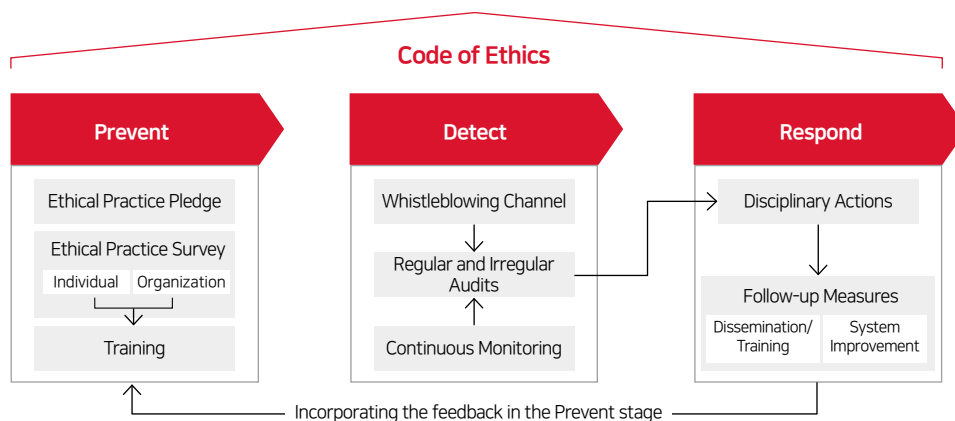 Code of Ethics
Prevent
Ethical Practice Pledge
Ethical Practice Survey
Individual
Organization
Training
Detect
Whistleblowing Channel
Regular and Irregular
Audits
Continuous Monitoring
Respond
Disciplinary Actions
Follow-up Measures
Dissemination/
Training
System
Improvement
Incorporating the feedback in the Prevent stage